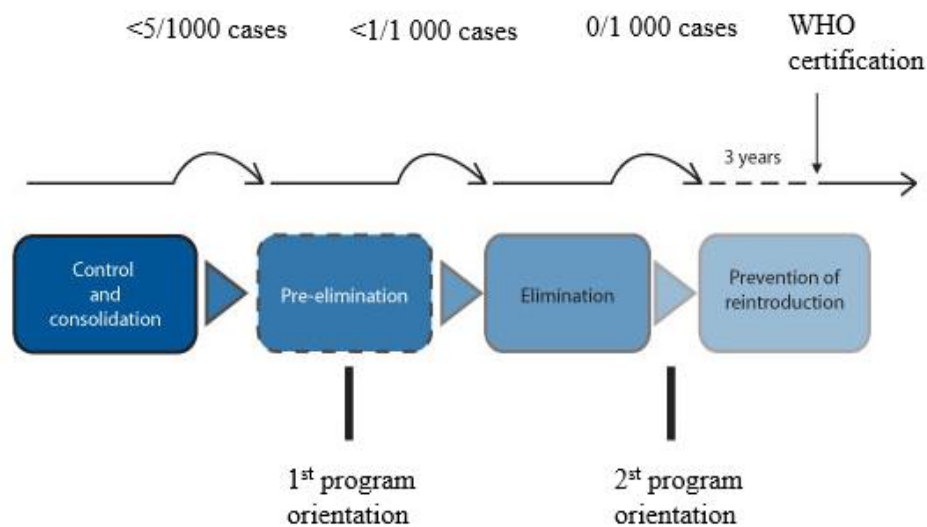 <5/1000 cases
<1/1 000 cases
0/1 000 cases
WHO
certification
3 years
Control
and
consolidation
Pre-elimination
Elimination
Prevention of
reintroduction
1st program
orientation
2nd program
orientation